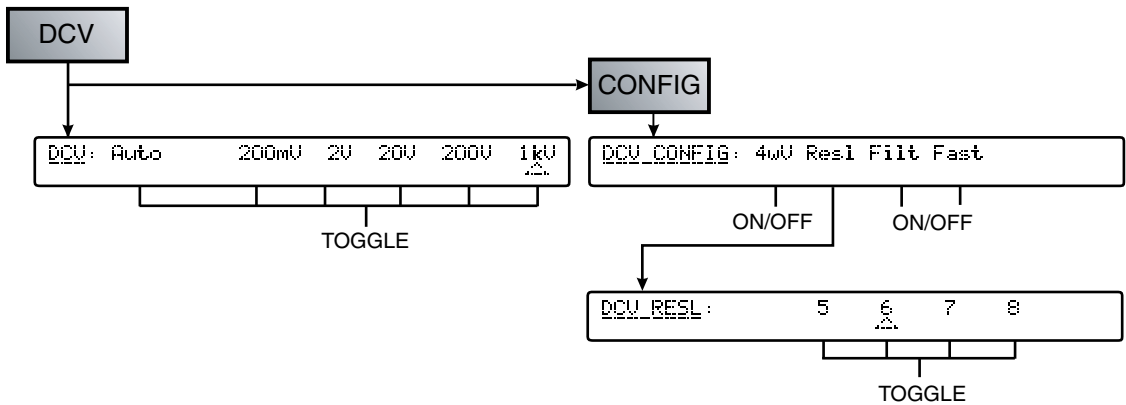 DCV
CONFIG
DCV: Auto 200mV 2V 20V 200V 1kV
TOGGLE
DCV CONFIG: 4wV Resl Filt Fast
ON/OFF ON/OFF
DCV RESL: 5 6 7 8
TOGGLE